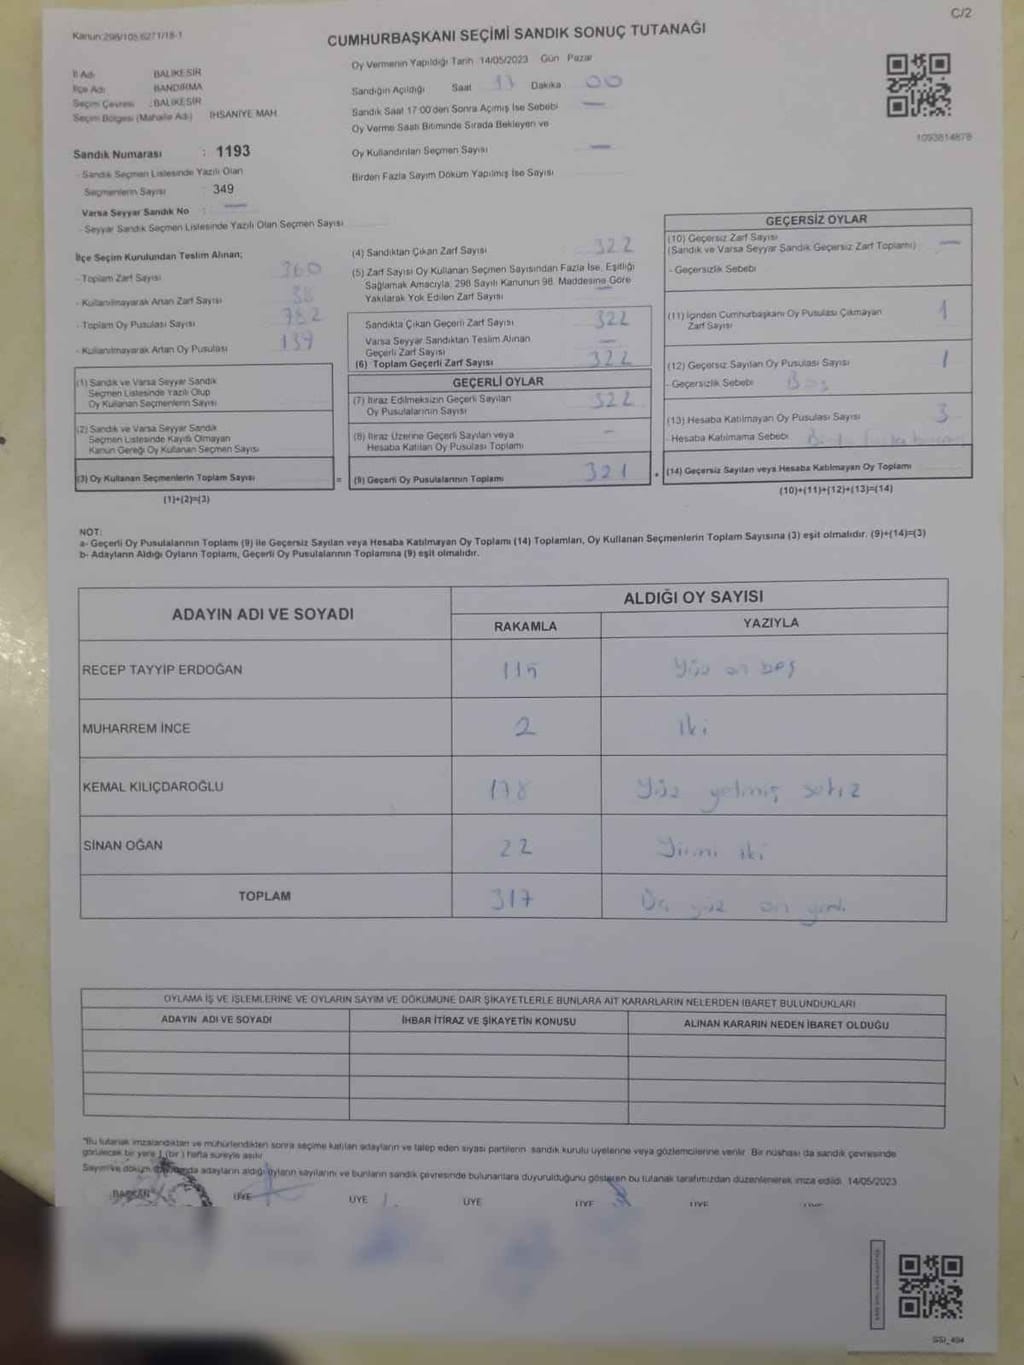 C/2
Kanun:298/105 6271/18-1
CUMHURBAŞKANI SEÇİMİ SANDIK SONUÇ TUTANAĞI
İl Adı BALIKESİR
İlçe Adı BANDIRMA
Seçim Çevresi : BALIKESİR
Seçim Bölgesi (Mahalle Adı) İHSANİYE MAH.
Sandık Numarası : 1193
- Sandık Seçmen Listesinde Yazılı Olan
Seçmenlerin Sayısı : 349
Varsa Seyyar Sandık No : —
- Seyyar Sandık Seçmen Listesinde Yazılı Olan Seçmen Sayısı
Oy Vermenin Yapıldığı Tarih 14/05/2023 Gün Pazar
Sandığın Açıldığı Saat 17 Dakika 00
Sandık Saat 17:00'den Sonra Açımış İse Sebebi —
Oy Verme Saati Bitiminde Sırada Bekleyen ve
Oy Kullandırılan Seçmen Sayısı —
Birden Fazla Sayım Döküm Yapılmış İse Sayısı
1093814878
İlçe Seçim Kurulundan Teslim Alınan;
- Toplam Zarf Sayısı 360
- Kullanılmayarak Artan Zarf Sayısı 38
- Toplam Oy Pusulası Sayısı 782
- Kullanılmayarak Artan Oy Pusulası 139
(1) Sandık ve Varsa Seyyar Sandık
Seçmen Listesinde Yazılı Olup
Oy Kullanan Seçmenlerin Sayısı
(2) Sandık ve Varsa Seyyar Sandık
Seçmen Listesinde Kayıtlı Olmayan
Kanun Gereği Oy Kullanan Seçmen Sayısı
(3) Oy Kullanan Seçmenlerin Toplam Sayısı
(1)+(2)=(3)
(4) Sandıktan Çıkan Zarf Sayısı 322
(5) Zarf Sayısı Oy Kullanan Seçmen Sayısından Fazla İse, Eşitliği
Sağlamak Amacıyla, 298 Sayılı Kanunun 98. Maddesine Göre
Yakılarak Yok Edilen Zarf Sayısı —
Sandıkta Çıkan Geçerli Zarf Sayısı 322
Varsa Seyyar Sandıktan Teslim Alınan
Geçerli Zarf Sayısı —
(6) Toplam Geçerli Zarf Sayısı 322
GEÇERLİ OYLAR
(7) İtiraz Edilmeksizin Geçerli Sayılan
Oy Pusulalarının Sayısı 322
(8) İtiraz Üzerine Geçerli Sayılan veya
Hesaba Katılan Oy Pusulası Toplamı —
= (9) Geçerli Oy Pusulalarının Toplamı 321 +
GEÇERSİZ OYLAR
(10) Geçersiz Zarf Sayısı
(Sandık ve Varsa Seyyar Sandık Geçersiz Zarf Toplamı) —
- Geçersizlik Sebebi
(11) İçinden Cumhurbaşkanı Oy Pusulası Çıkmayan
Zarf Sayısı 1
(12) Geçersiz Sayılan Oy Pusulası Sayısı 1
- Geçersizlik Sebebi Boş
(13) Hesaba Katılmayan Oy Pusulası Sayısı 3
- Hesaba Katılmama Sebebi
(14) Geçersiz Sayılan veya Hesaba Katılmayan Oy Toplamı
(10)+(11)+(12)+(13)=(14)
NOT:
a- Geçerli Oy Pusulalarının Toplamı (9) ile Geçersiz Sayılan veya Hesaba Katılmayan Oy Toplamı (14) Toplamları, Oy Kullanan Seçmenlerin Toplam Sayısına (3) eşit olmalıdır. (9)+(14)=(3)
b- Adayların Aldığı Oyların Toplamı, Geçerli Oy Pusulalarının Toplamına (9) eşit olmalıdır.
ADAYIN ADI VE SOYADI ALDIĞI OY SAYISI
RAKAMLA YAZIYLA
RECEP TAYYİP ERDOĞAN 115 Yüz on beş
MUHARREM İNCE 2 İki
KEMAL KILIÇDAROĞLU 178 Yüz yetmiş sekiz
SİNAN OĞAN 22 Yirmi iki
TOPLAM 317 Üç yüz on yedi
OYLAMA İŞ VE İŞLEMLERİNE VE OYLARIN SAYIM VE DÖKÜMÜNE DAİR ŞİKAYETLERLE BUNLARA AİT KARARLARIN NELERDEN İBARET BULUNDUKLARI
ADAYIN ADI VE SOYADI İHBAR İTİRAZ VE ŞİKAYETİN KONUSU ALINAN KARARIN NEDEN İBARET OLDUĞU
"Bu tutanak imzalandıktan ve mühürlendikten sonra seçime katılan adayların ve talep eden siyasi partilerin sandık kurulu üyelerine veya gözlemcilerine verilir. Bir nüshası da sandık çevresinde
görülecek bir yere 1 (bir ) hafta süreyle asılır.
Sayım ve döküm adayların aldığı oyların sayılarını ve bunların sandık çevresinde bulunanlara duyurulduğunu gösteren bu tutanak tarafımızdan düzenlenerek imza edildi. 14/05/2023
BAŞKAN ÜYE ÜYE ÜYE ÜYE ÜYE ÜYE
SSI_494